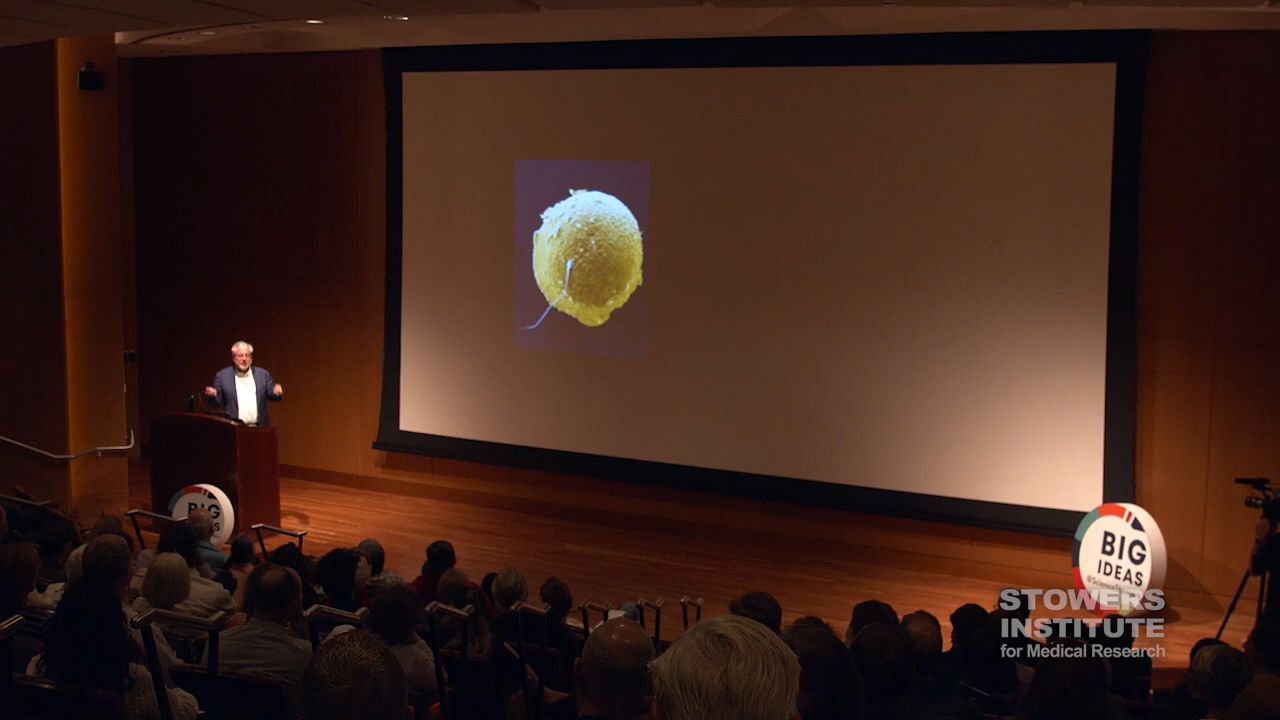 BIG
BIG
IDEAS
STOWERS
INSTITUTE
for Medical Research